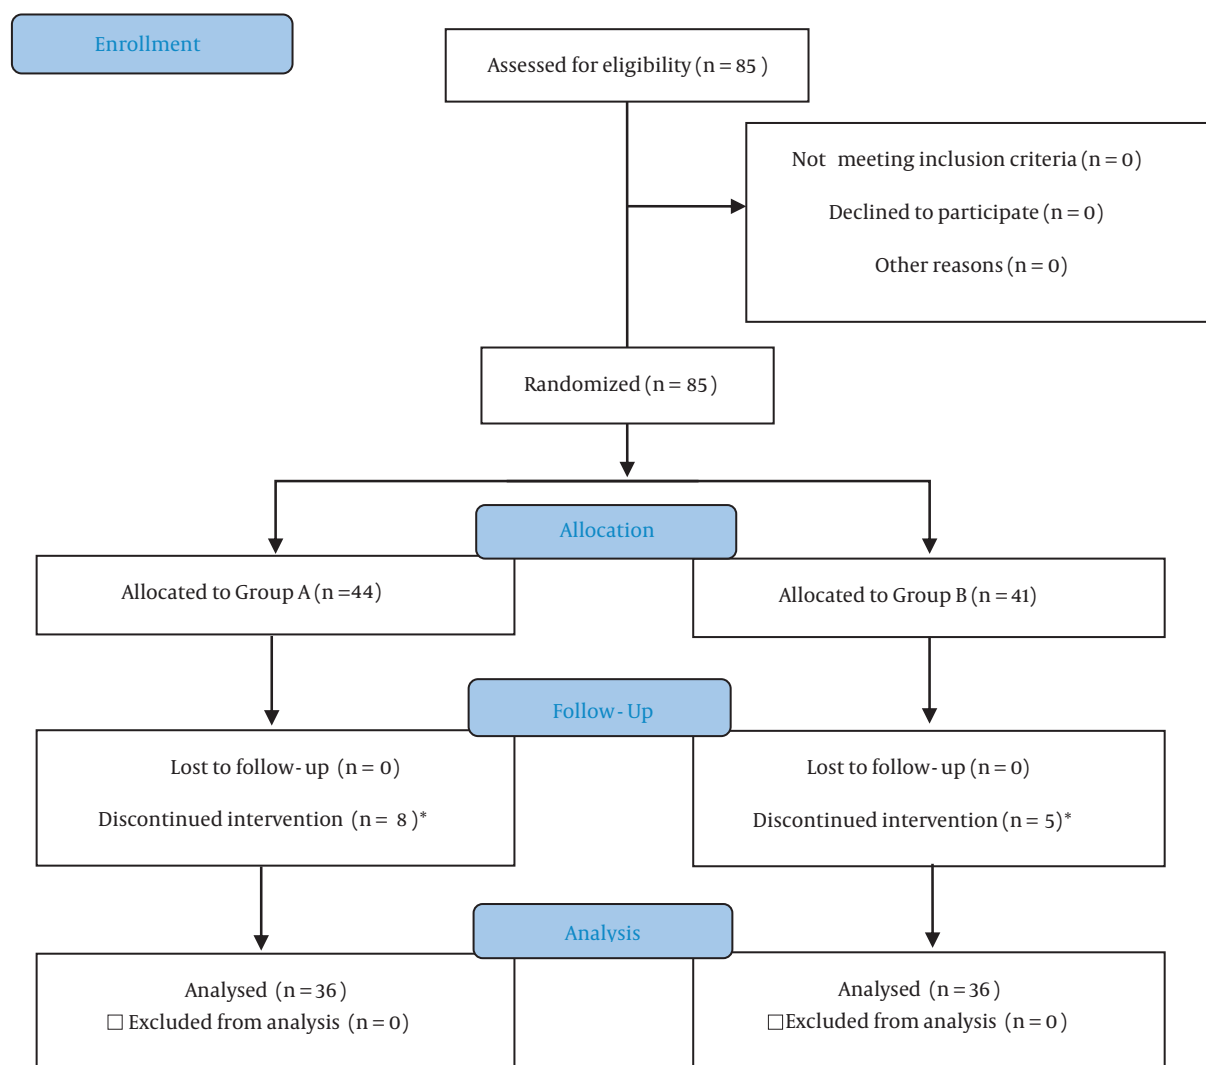 Enrollment
Assessed for eligibility (n = 85 )
Not meeting inclusion criteria (n = 0)
Declined to participate (n = 0)
Other reasons (n = 0)
Randomized (n = 85 )
Allocation
Allocated to Group A (n =44)
Allocated to Group B (n = 41)
Follow-Up
Lost to follow-up (n = 0)
Discontinued intervention (n = 8 )*
Lost to follow-up (n = 0)
Discontinued intervention (n = 5)*
Analysis
Analysed (n = 36)
□ Excluded from analysis (n = 0)
Analysed (n = 36)
□ Excluded from analysis (n = 0)